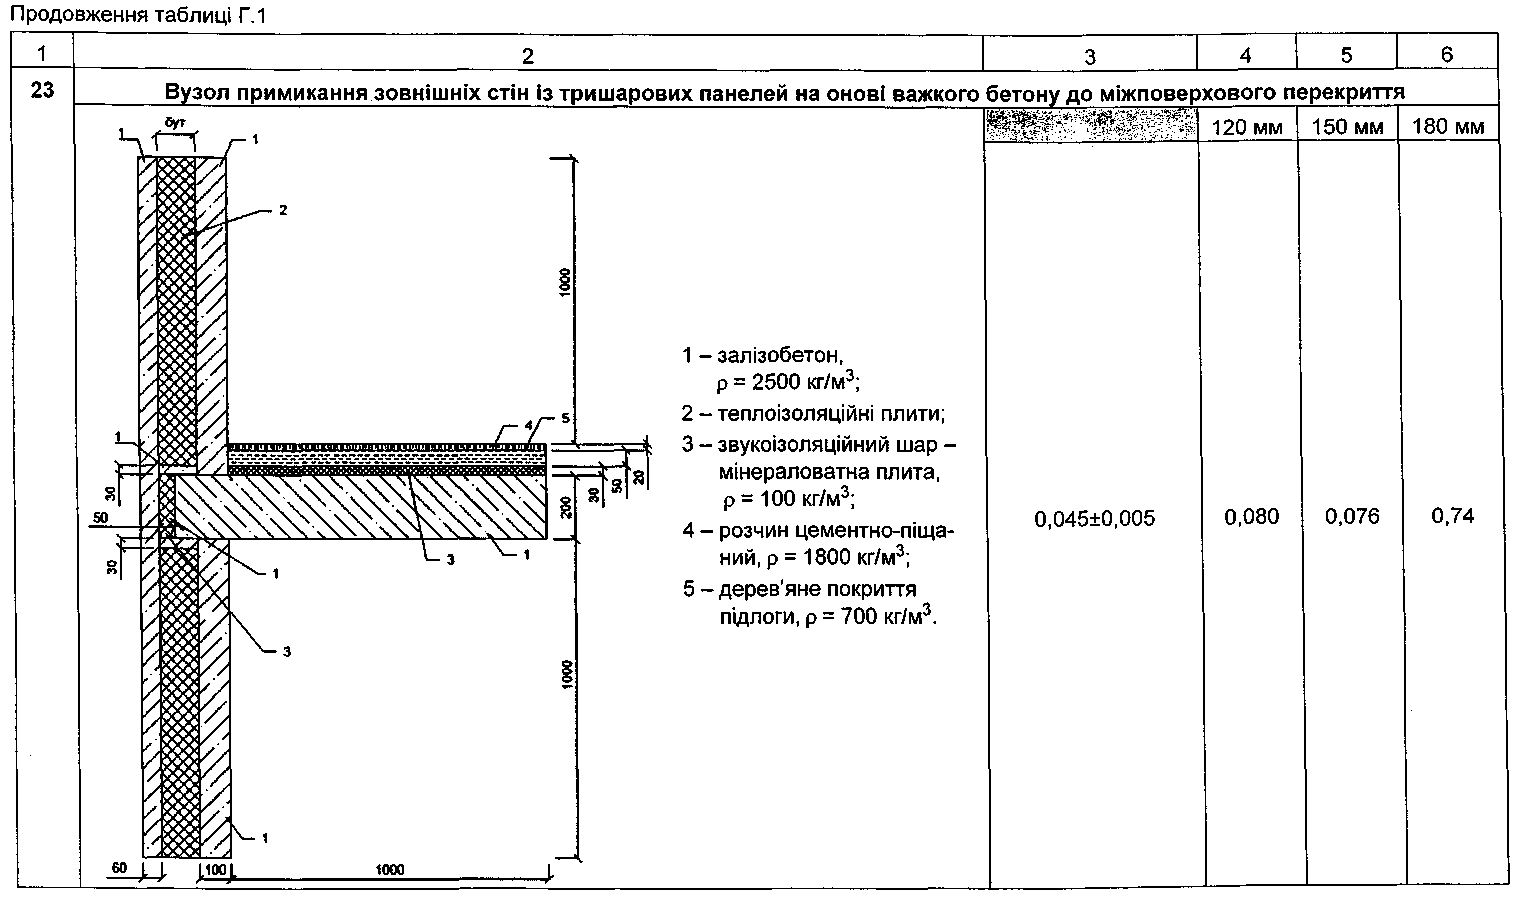 Продовження таблиці Г.1
1 2 3 4 5 6
23 Вузол примикання зовнішніх стін із тришарових панелей на онові важкого бетону до міжповерхового перекриття
120 мм 150 мм 180 мм
бут
1 1
2
1000
1 – залізобетон,
ρ = 2500 кг/м³;
2 – теплоізоляційні плити;
3 – звукоізоляційний шар –
мінераловатна плита,
ρ = 100 кг/м³;
4 – розчин цементно-піща-
ний, ρ = 1800 кг/м³;
5 – дерев'яне покриття
підлоги, ρ = 700 кг/м³.
0,045±0,005 0,080 0,076 0,74
4 5
1
30 200 30 50 20
50
30
1 3 1
3
1000
1
60 100 1000